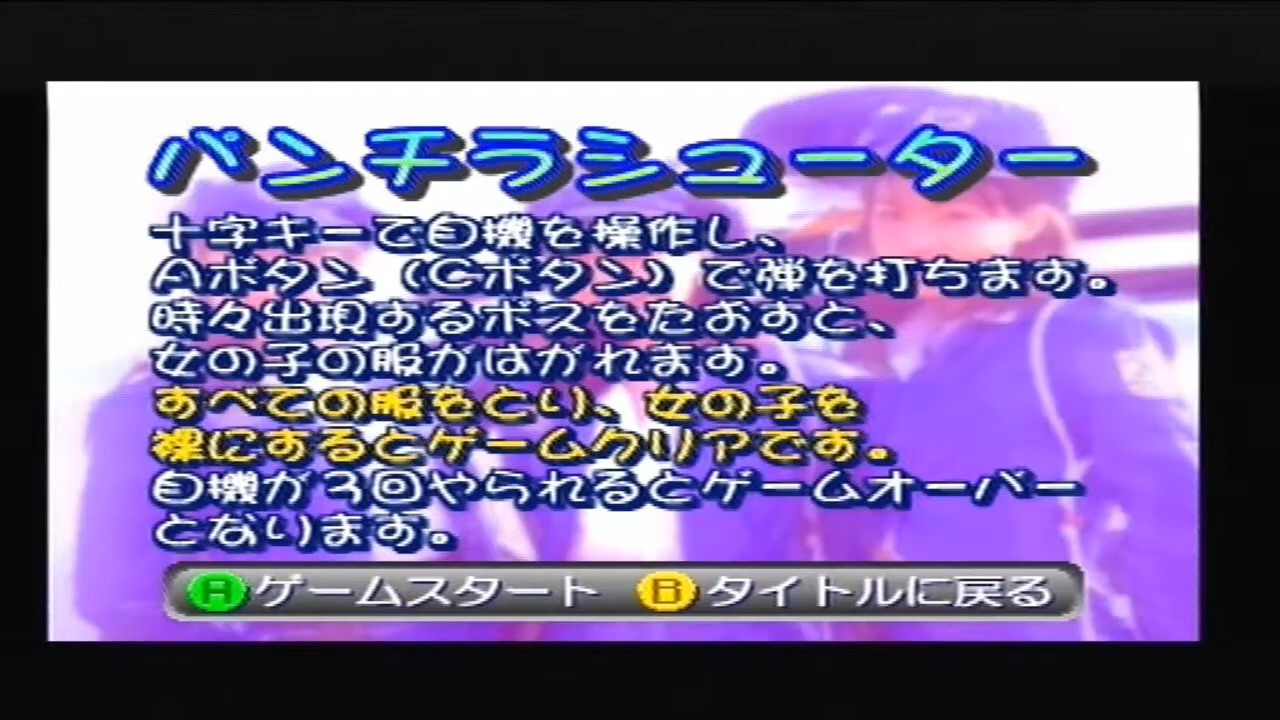 パンチラシューター
十字キーで自機を操作し、
Aボタン（Cボタン）で弾を打ちます。
時々出現するボスをたおすと、
女の子の服がはがれます。
すべての服をとり、女の子を
裸にするとゲームクリアです。
自機が3回やられるとゲームオーバー
となります。
Aゲームスタート Bタイトルに戻る